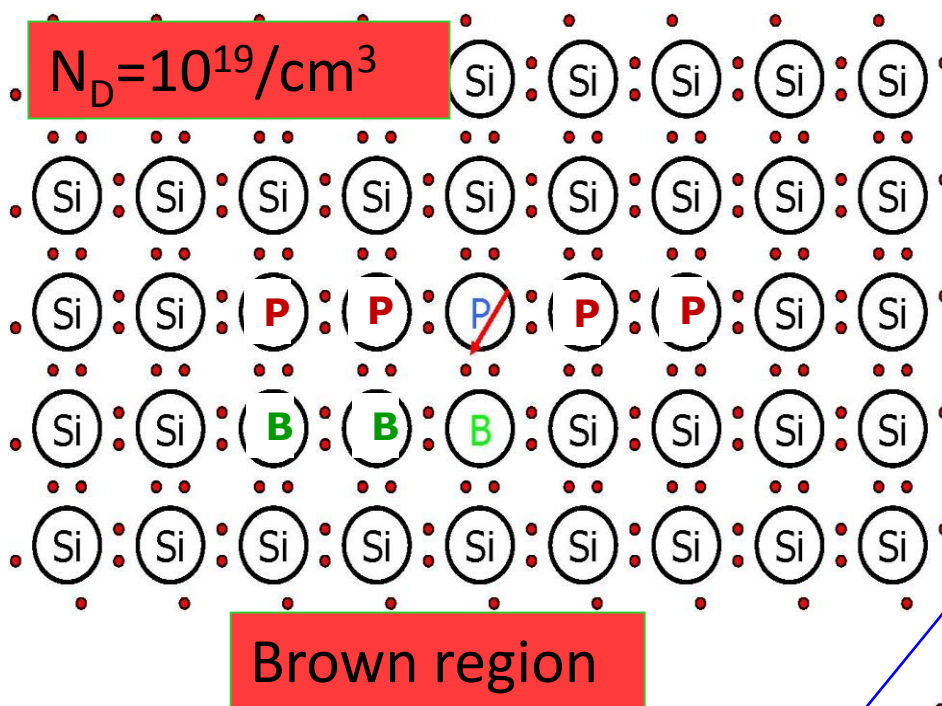 N_D=10^19/cm^3
Si Si Si Si Si
Si Si Si Si Si Si Si Si Si
Si Si P P P P P Si Si
Si Si B B B Si Si Si Si
Si Si Si Si Si Si Si Si Si
Brown region